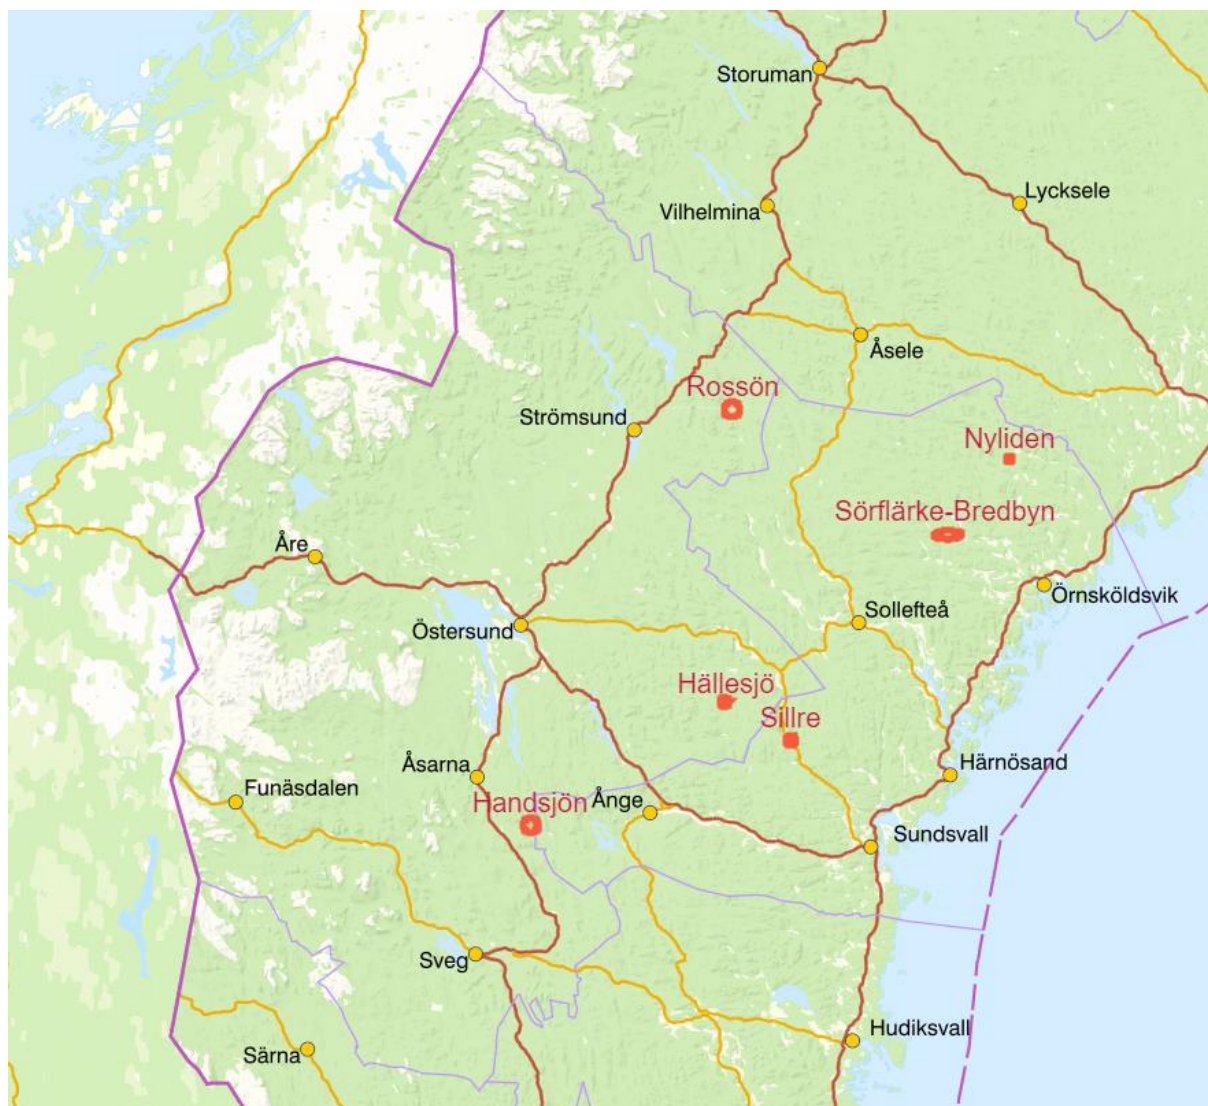 Storuman
Lycksele
Vilhelmina
Åsele
Rossön
Strömsund
Nyliden
Sörflärke-Bredbyn
Åre
Örnsköldsvik
Sollefteå
Östersund
Hällesjö
Sillre
Härnösand
Åsarna
Funäsdalen
Handsjön
Ånge
Sundsvall
Sveg
Hudiksvall
Särna